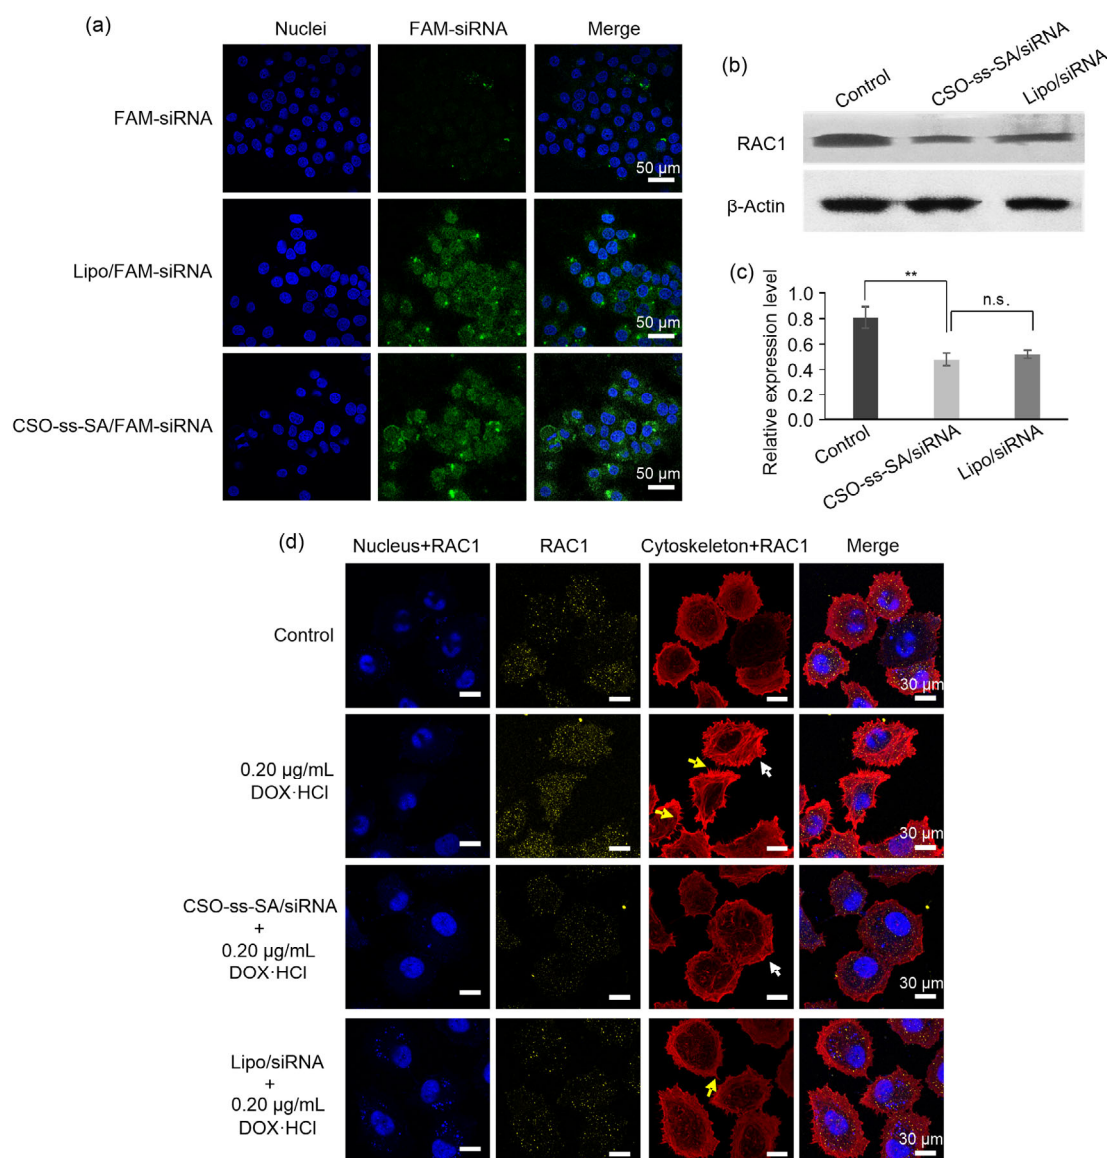 (a)
Nuclei
FAM-siRNA
Merge
FAM-siRNA
50 µm
Lipo/FAM-siRNA
50 µm
CSO-ss-SA/FAM-siRNA
50 µm
(b)
Control
CSO-ss-SA/siRNA
Lipo/siRNA
RAC1
β-Actin
(c)
Relative expression level
1.0
0.8
0.6
0.4
0.2
0.0
**
n.s.
Control
CSO-ss-SA/siRNA
Lipo/siRNA
(d)
Nucleus+RAC1
RAC1
Cytoskeleton+RAC1
Merge
Control
30 µm
0.20 µg/mL
DOX·HCl
30 µm
CSO-ss-SA/siRNA
+
0.20 µg/mL
DOX·HCl
30 µm
Lipo/siRNA
+
0.20 µg/mL
DOX·HCl
30 µm